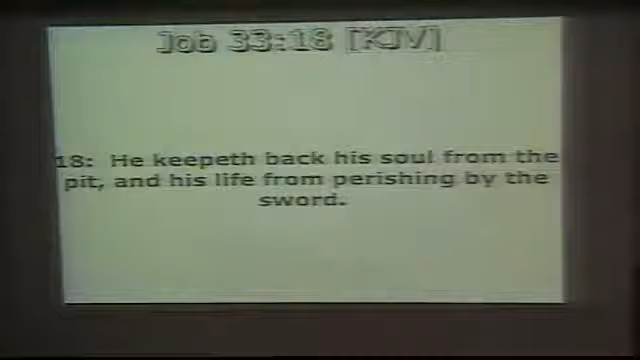 Job 33:18 [KJV]
18: He keepeth back his soul from the
pit, and his life from perishing by the
sword.